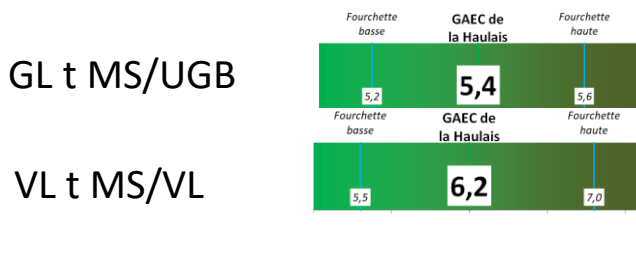 Fourchette
basse
GAEC de
la Haulais
Fourchette
haute
GL t MS/UGB
5,2
5,4
5,6
Fourchette
basse
GAEC de
la Haulais
Fourchette
haute
VL t MS/VL
5,5
6,2
7,0